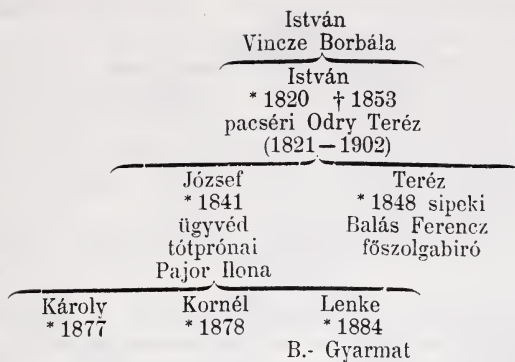 István
Vincze Borbála
István
* 1820 † 1853
pacséri Odry Teréz
(1821—1902)
József
* 1841
ügyvéd
tótprónai
Pajor Ilona
Teréz
* 1848 sipeki
Balás Ferencz
főszolgabiró
Károly
* 1877
Kornél
* 1878
Lenke
* 1884
B.- Gyarmat